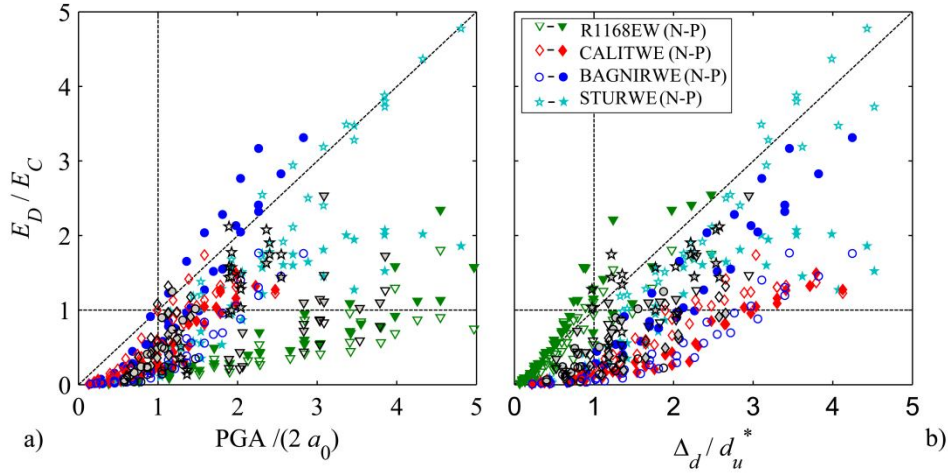 5
4
3
2
1
0
E_D / E_C
0 1 2 3 4 5
PGA /(2 a_0)
a)
R1168EW (N-P)
CALITWE (N-P)
BAGNIRWE (N-P)
STURWE (N-P)
0 1 2 3 4 5
Δ_d / d_u^*
b)